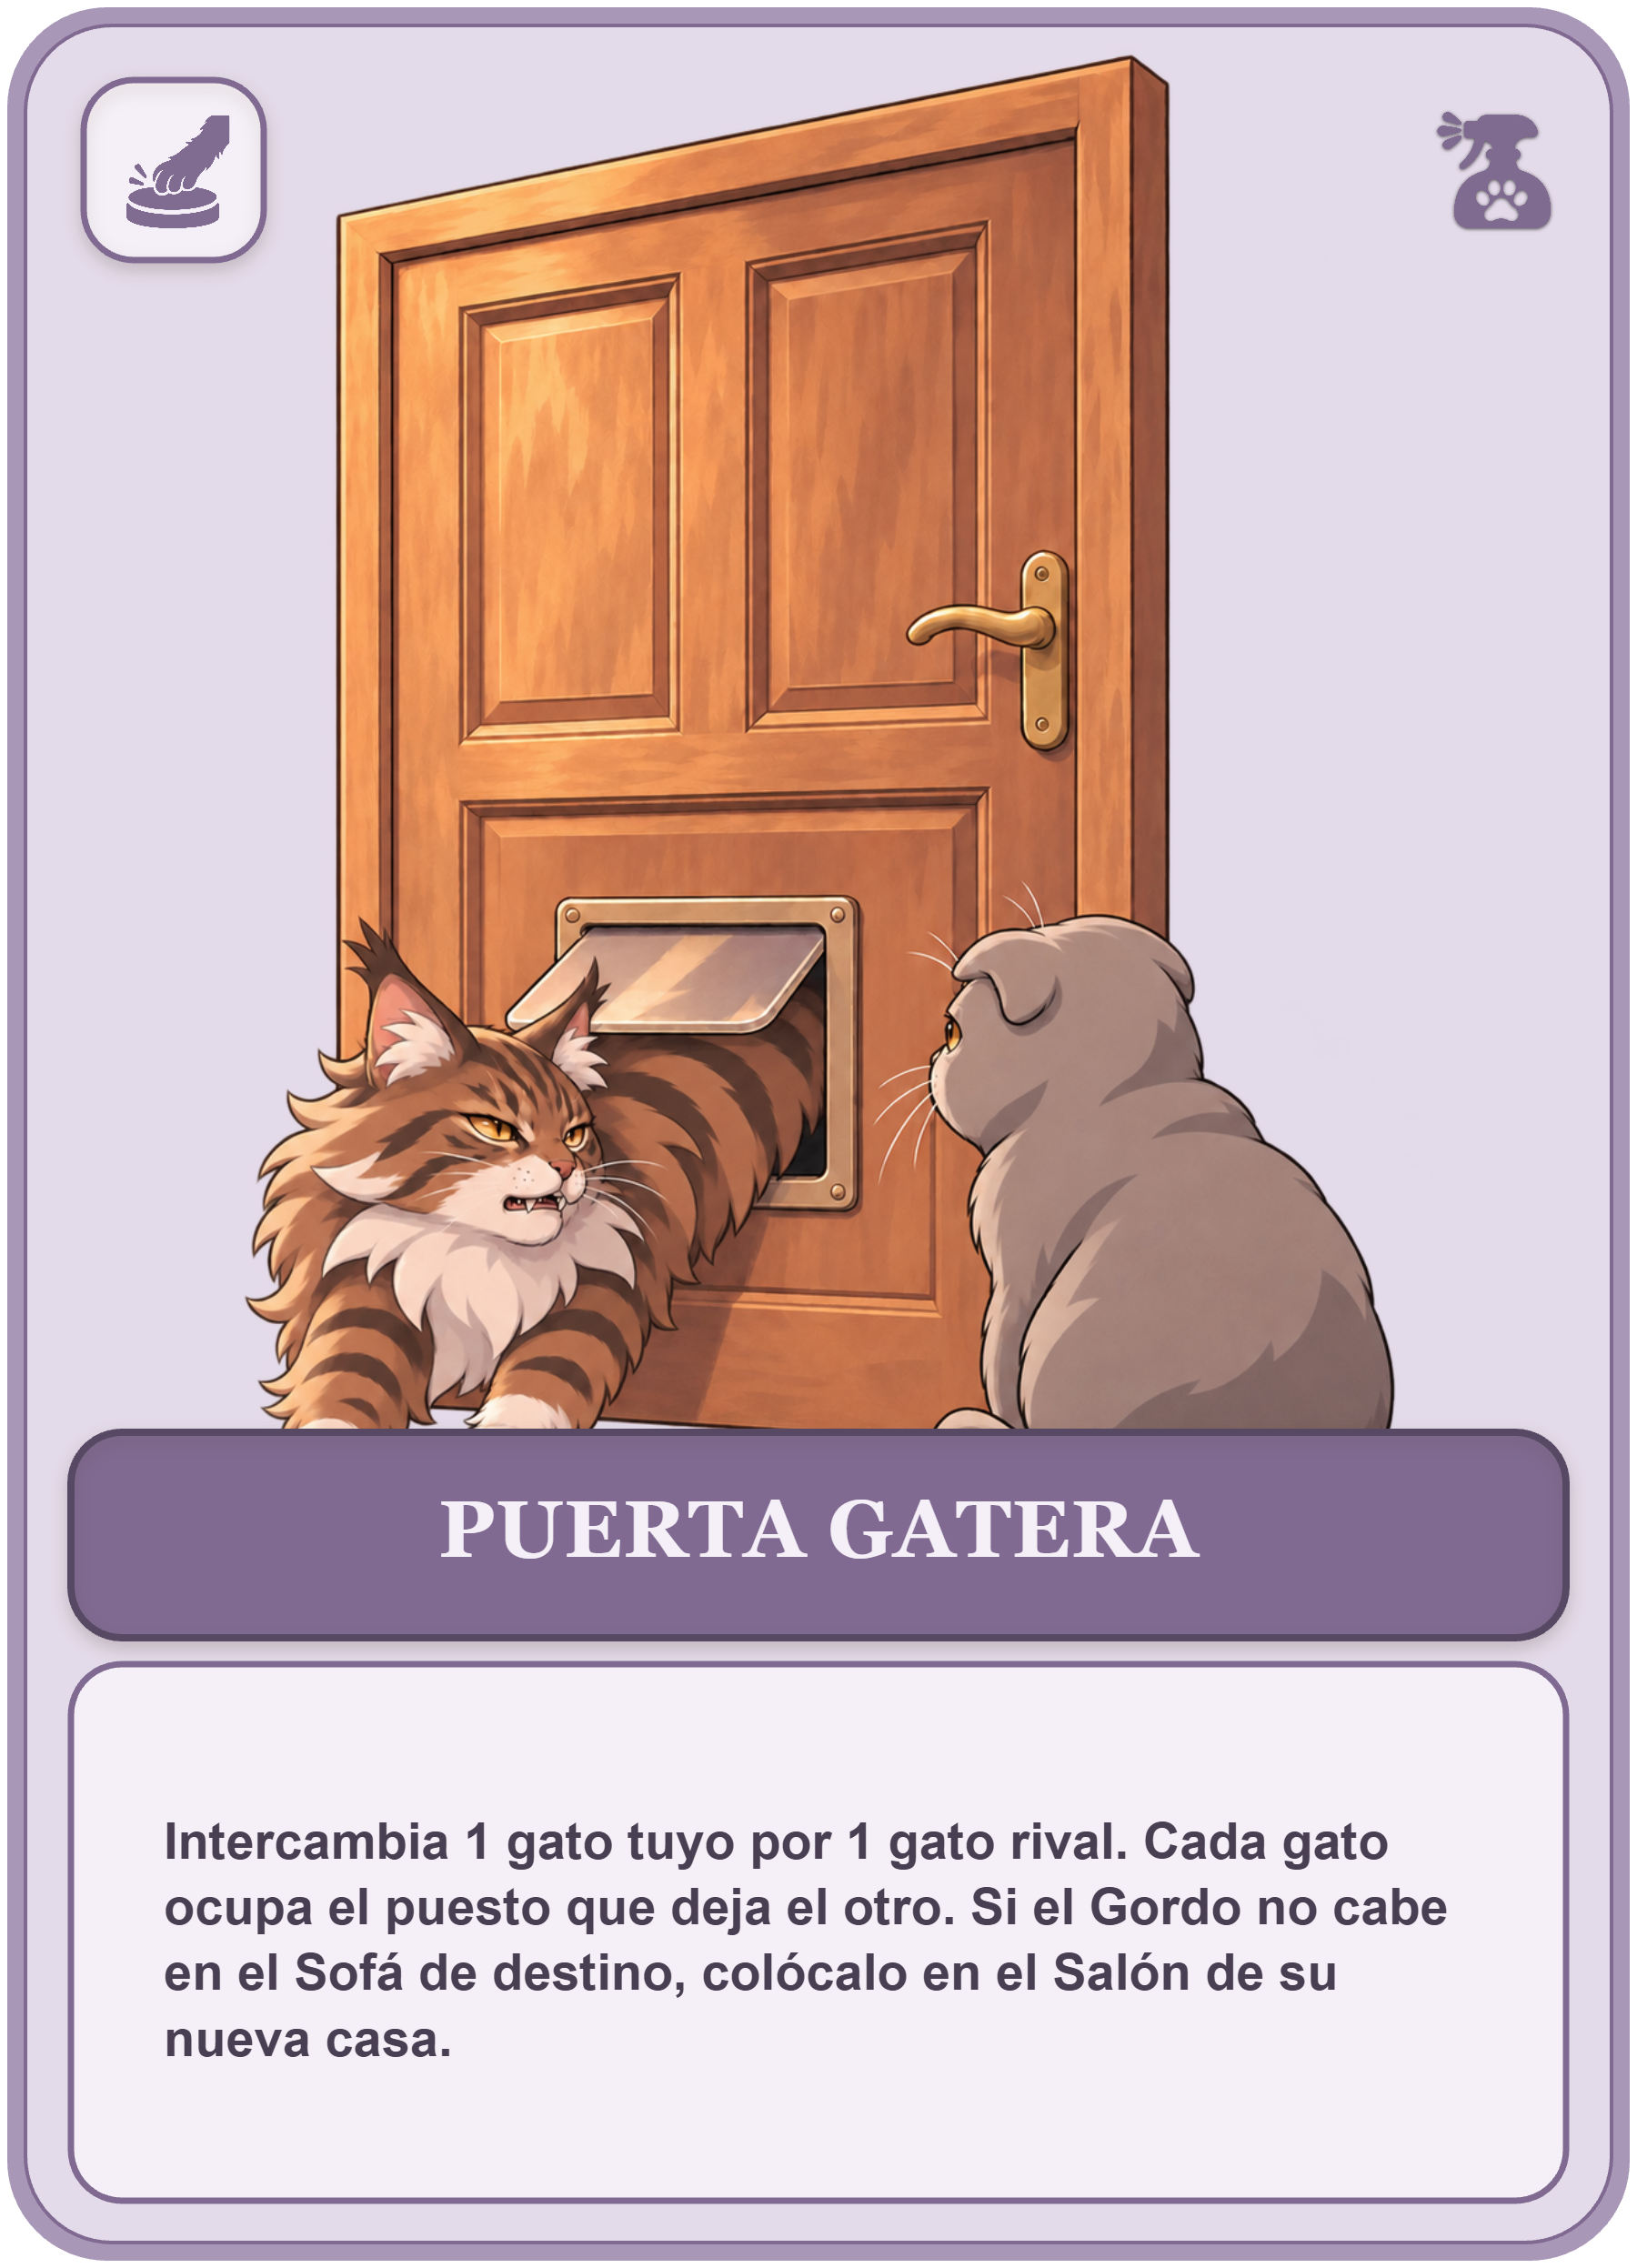 PUERTA GATERA
Intercambia 1 gato tuyo por 1 gato rival. Cada gato
ocupa el puesto que deja el otro. Si el Gordo no cabe
en el Sofá de destino, colócalo en el Salón de su
nueva casa.